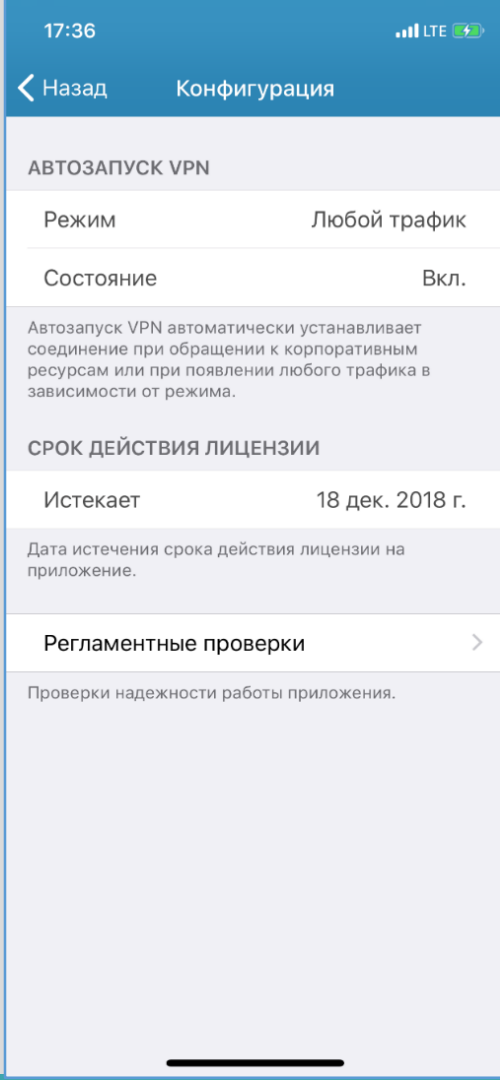 17:36 LTE
Назад Конфигурация
АВТОЗАПУСК VPN
Режим Любой трафик
Состояние Вкл.
Автозапуск VPN автоматически устанавливает
соединение при обращении к корпоративным
ресурсам или при появлении любого трафика в
зависимости от режима.
СРОК ДЕЙСТВИЯ ЛИЦЕНЗИИ
Истекает 18 дек. 2018 г.
Дата истечения срока действия лицензии на
приложение.
Регламентные проверки
Проверки надежности работы приложения.